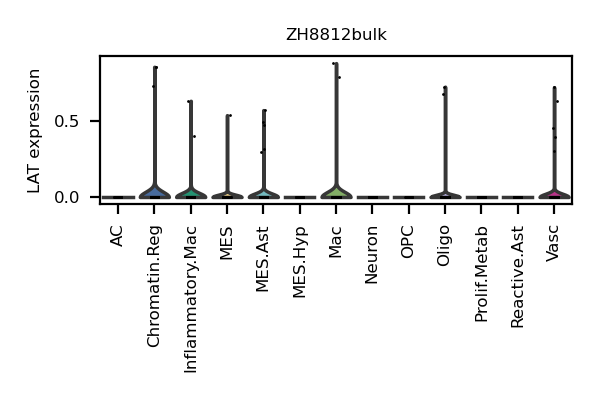 ZH8812bulk
LAT expression
0.5
0.0
AC
Chromatin.Reg
Inflammatory.Mac
MES
MES.Ast
MES.Hyp
Mac
Neuron
OPC
Oligo
Prolif.Metab
Reactive.Ast
Vasc